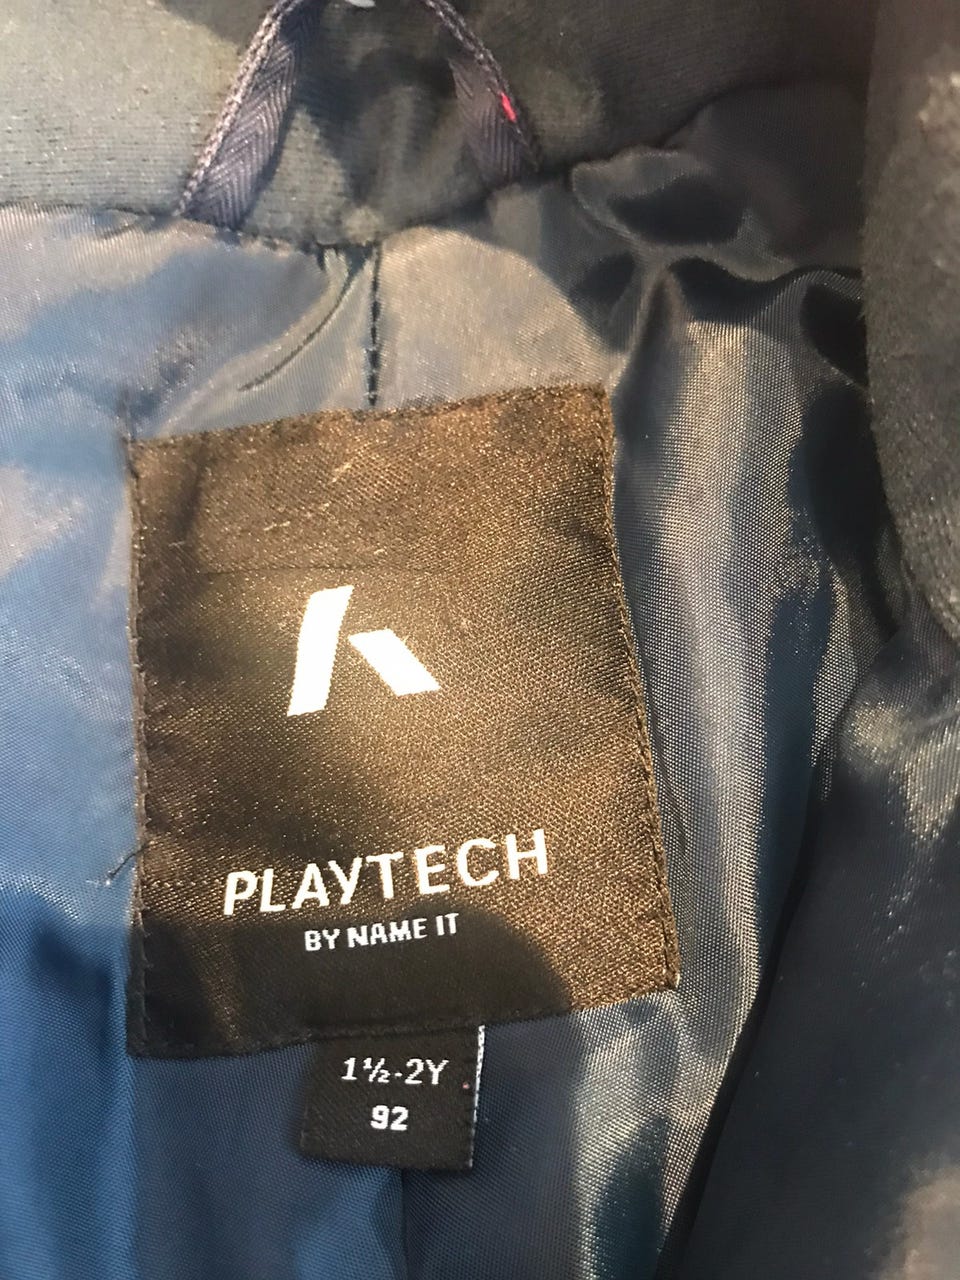 PLAYTECH
BY NAME IT
1½-2Y
92